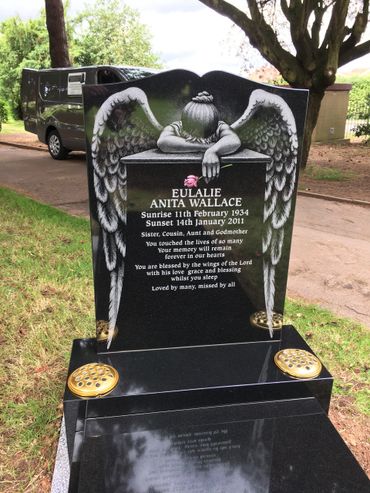 EULALIE
ANITA WALLACE
Sunrise 11th February 1934
Sunset 14th January 2011
Sister, Cousin, Aunt and Godmother
You touched the lives of so many
Your memory will remain
forever in our hearts
You are blessed by the wings of the Lord
with his love grace and blessing
whilst you sleep
Loved by many, missed by all